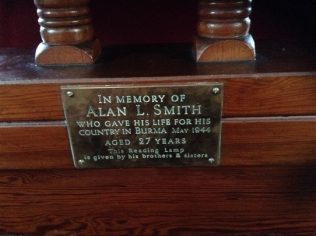 IN MEMORY OF
ALAN L. SMITH
WHO GAVE HIS LIFE FOR HIS
COUNTRY IN BURMA MAY 1944
AGED 27 YEARS
This Reading Lamp
is given by his brothers & sisters